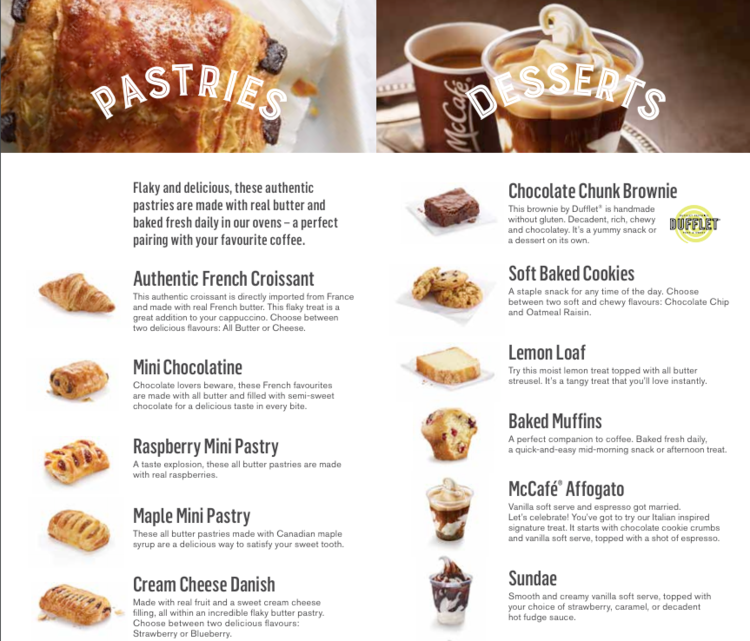 PASTRIES
Flaky and delicious, these authentic
pastries are made with real butter and
baked fresh daily in our ovens – a perfect
pairing with your favourite coffee.
Authentic French Croissant
This authentic croissant is directly imported from France
and made with real French butter. This flaky treat is a
great addition to your cappuccino. Choose between
two delicious flavours: All Butter or Cheese.
Mini Chocolatine
Chocolate lovers beware, these French favourites
are made with all butter and filled with semi-sweet
chocolate for a delicious taste in every bite.
Raspberry Mini Pastry
A taste explosion, these all butter pastries are made
with real raspberries.
Maple Mini Pastry
These all butter pastries made with Canadian maple
syrup are a delicious way to satisfy your sweet tooth.
Cream Cheese Danish
Made with real fruit and a sweet cream cheese
filling, all within an incredible flaky butter pastry.
Choose between two delicious flavours:
Strawberry or Blueberry.
McCafé
DESSERTS
Chocolate Chunk Brownie
This brownie by Dufflet® is handmade
without gluten. Decadent, rich, chewy
and chocolatey. It’s a yummy snack or
a dessert on its own.
DUFFLET
Soft Baked Cookies
A staple snack for any time of the day. Choose
between two soft and chewy flavours: Chocolate Chip
and Oatmeal Raisin.
Lemon Loaf
Try this moist lemon treat topped with all butter
streusel. It’s a tangy treat that you’ll love instantly.
Baked Muffins
A perfect companion to coffee. Baked fresh daily,
a quick-and-easy mid-morning snack or afternoon treat.
McCafé® Affogato
Vanilla soft serve and espresso got married.
Let’s celebrate! You’ve got to try our Italian inspired
signature treat. It starts with chocolate cookie crumbs
and vanilla soft serve, topped with a shot of espresso.
Sundae
Smooth and creamy vanilla soft serve, topped with
your choice of strawberry, caramel, or decadent
hot fudge sauce.